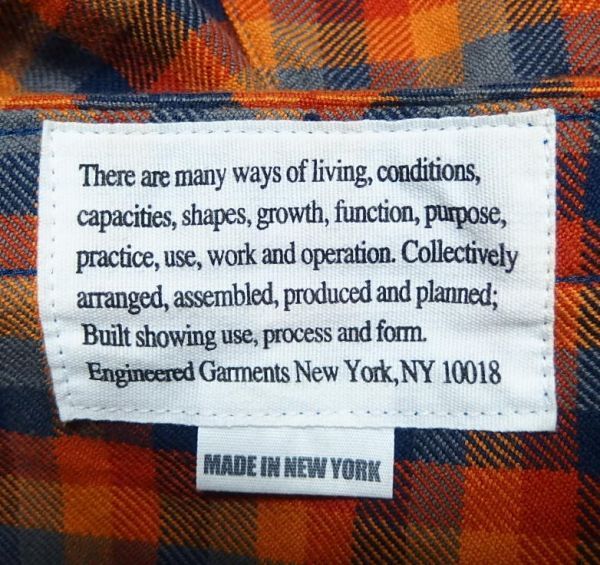 There are many ways of living, conditions,
capacities, shapes, growth, function, purpose,
practice, use, work and operation. Collectively
arranged, assembled, produced and planned;
Built showing use, process and form.
Engineered Garments New York, NY 10018
MADE IN NEW YORK